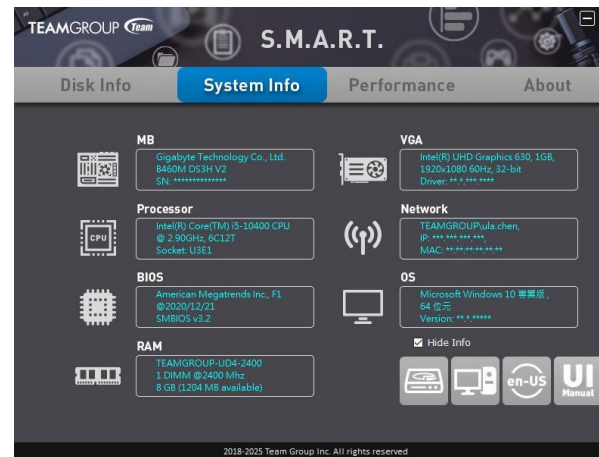 TEAMGROUP Team
S.M.A.R.T.
Disk Info
System Info
Performance
About
MB
Gigabyte Technology Co., Ltd.
B460M DS3H V2
SN: **************
VGA
Intel(R) UHD Graphics 630, 1GB,
1920x1080 60Hz, 32-bit
Driver: **.*.***.****
Processor
Intel(R) Core(TM) i5-10400 CPU
@ 2.90GHz, 6C12T
Socket: U3E1
CPU
Network
TEAMGROUP\ula.chen,
IP: ***.***.***.***,
MAC: **:**:**:**:**:**
BIOS
American Megatrends Inc., F1
@2020/12/21
SMBIOS v3.2
OS
Microsoft Windows 10 專業版 ,
64 位元
Version: **.*.*****
Hide Info
RAM
TEAMGROUP-UD4-2400
1 DIMM @2400 Mhz
8 GB (1204 MB available)
en-US
UI
Manual
2018-2025 Team Group Inc. All rights reserved